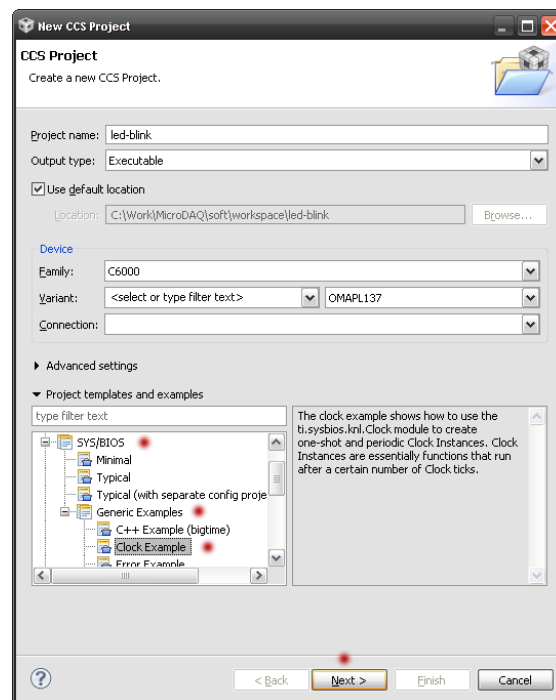 New CCS Project
CCS Project
Create a new CCS Project.
Project name: led-blink
Output type: Executable
Use default location
Location: C:\Work\MicroDAQ\soft\workspace\led-blink Browse...
Device
Family: C6000
Variant: <select or type filter text> OMAPL137
Connection:
Advanced settings
Project templates and examples
type filter text
SYS/BIOS
Minimal
Typical
Typical (with separate config proje
Generic Examples
C++ Example (bigtime)
Clock Example
Error Example
The clock example shows how to use the
ti.sysbios.knl.Clock module to create
one-shot and periodic Clock Instances. Clock
Instances are essentially functions that run
after a certain number of Clock ticks.
?
< Back Next > Finish Cancel